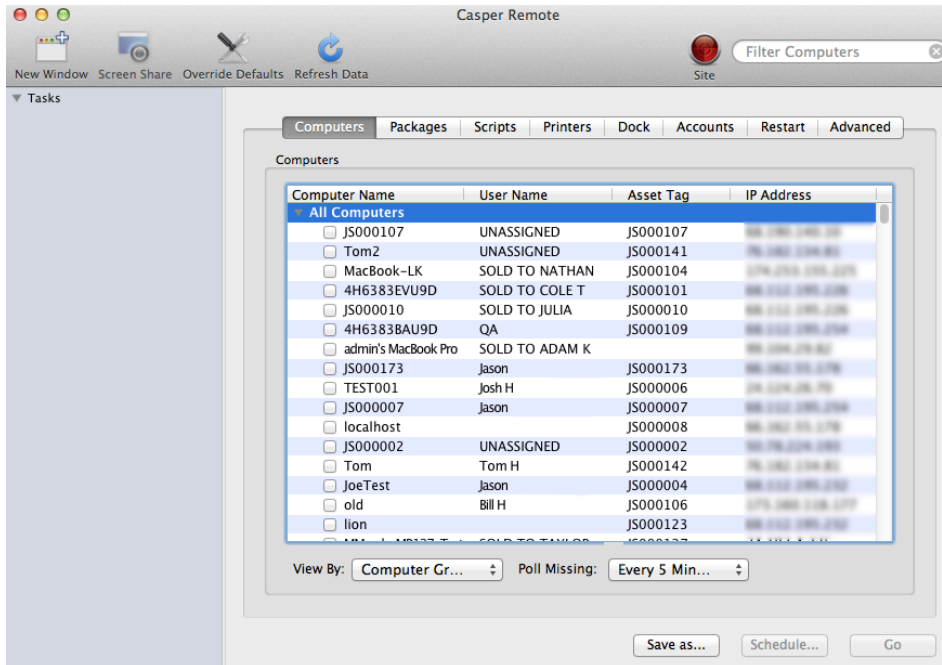 Casper Remote
New Window Screen Share Override Defaults Refresh Data Site Filter Computers
Tasks
Computers Packages Scripts Printers Dock Accounts Restart Advanced
Computers
Computer Name User Name Asset Tag IP Address
All Computers
JS000107 UNASSIGNED JS000107
Tom2 UNASSIGNED JS000141
MacBook-LK SOLD TO NATHAN JS000104
4H6383EVU9D SOLD TO COLE T JS000101
JS000010 SOLD TO JULIA JS000010
4H6383BAU9D QA JS000109
admin's MacBook Pro SOLD TO ADAM K
JS000173 Jason JS000173
TEST001 Josh H JS000006
JS000007 Jason JS000007
localhost JS000008
JS000002 UNASSIGNED JS000002
Tom Tom H JS000142
JoeTest Jason JS000004
old Bill H JS000106
lion JS000123
SOLD TO TAYLOR
View By: Computer Gr... Poll Missing: Every 5 Min...
Save as... Schedule... Go